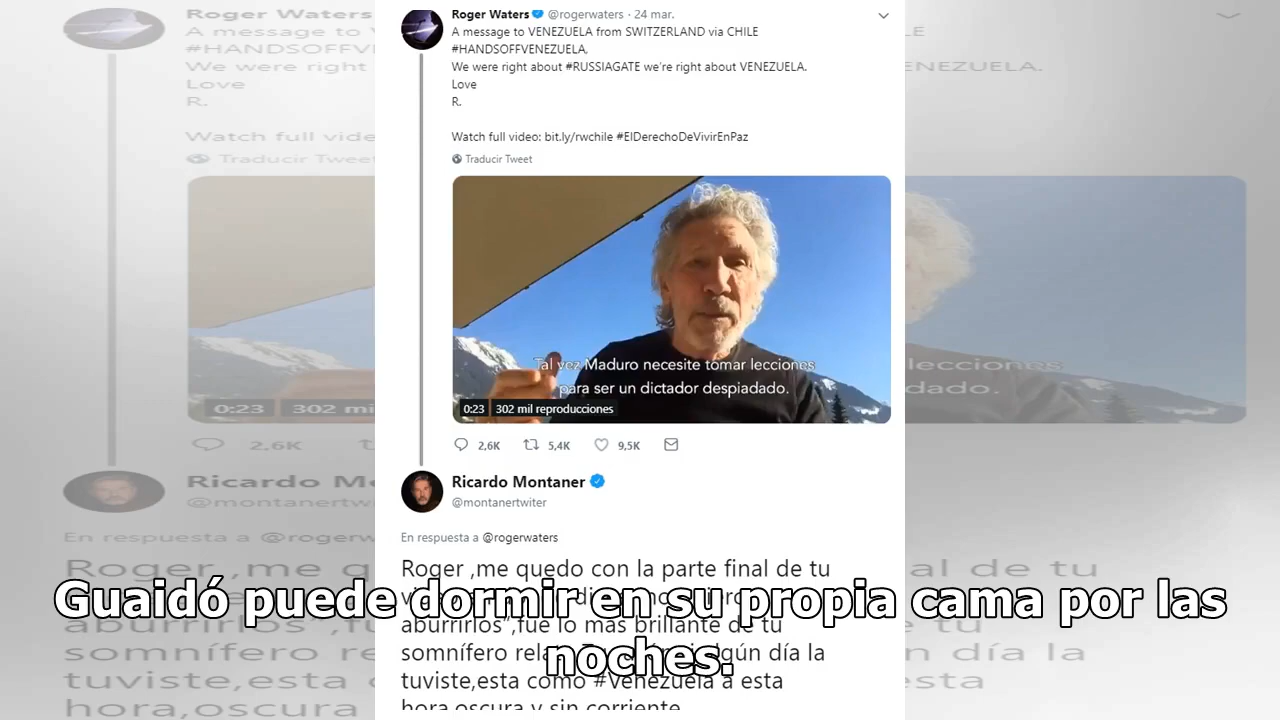 Roger Waters @rogerwaters · 24 mar.
A message to VENEZUELA from SWITZERLAND via CHILE
#HANDSOFFVENEZUELA,
We were right about #RUSSIAGATE we're right about VENEZUELA.
Love
R.
Watch full video: bit.ly/rwchile #ElDerechoDeVivirEnPaz
Traducir Tweet
Tal vez Maduro necesite tomar lecciones
para ser un dictador despiadado.
0:23 302 mil reproducciones
2,6K 5,4K 9,5K
Ricardo Montaner
@montanertwiter
En respuesta a @rogerwaters
Roger ,me quedo con la parte final de tu
Guaidó puede dormir en su propia cama por las
aburrirlos",fue lo más brillante de tu
somnífero
noches.
algún día la
tuviste,esta como #Venezuela a esta
hora,oscura y sin corriente